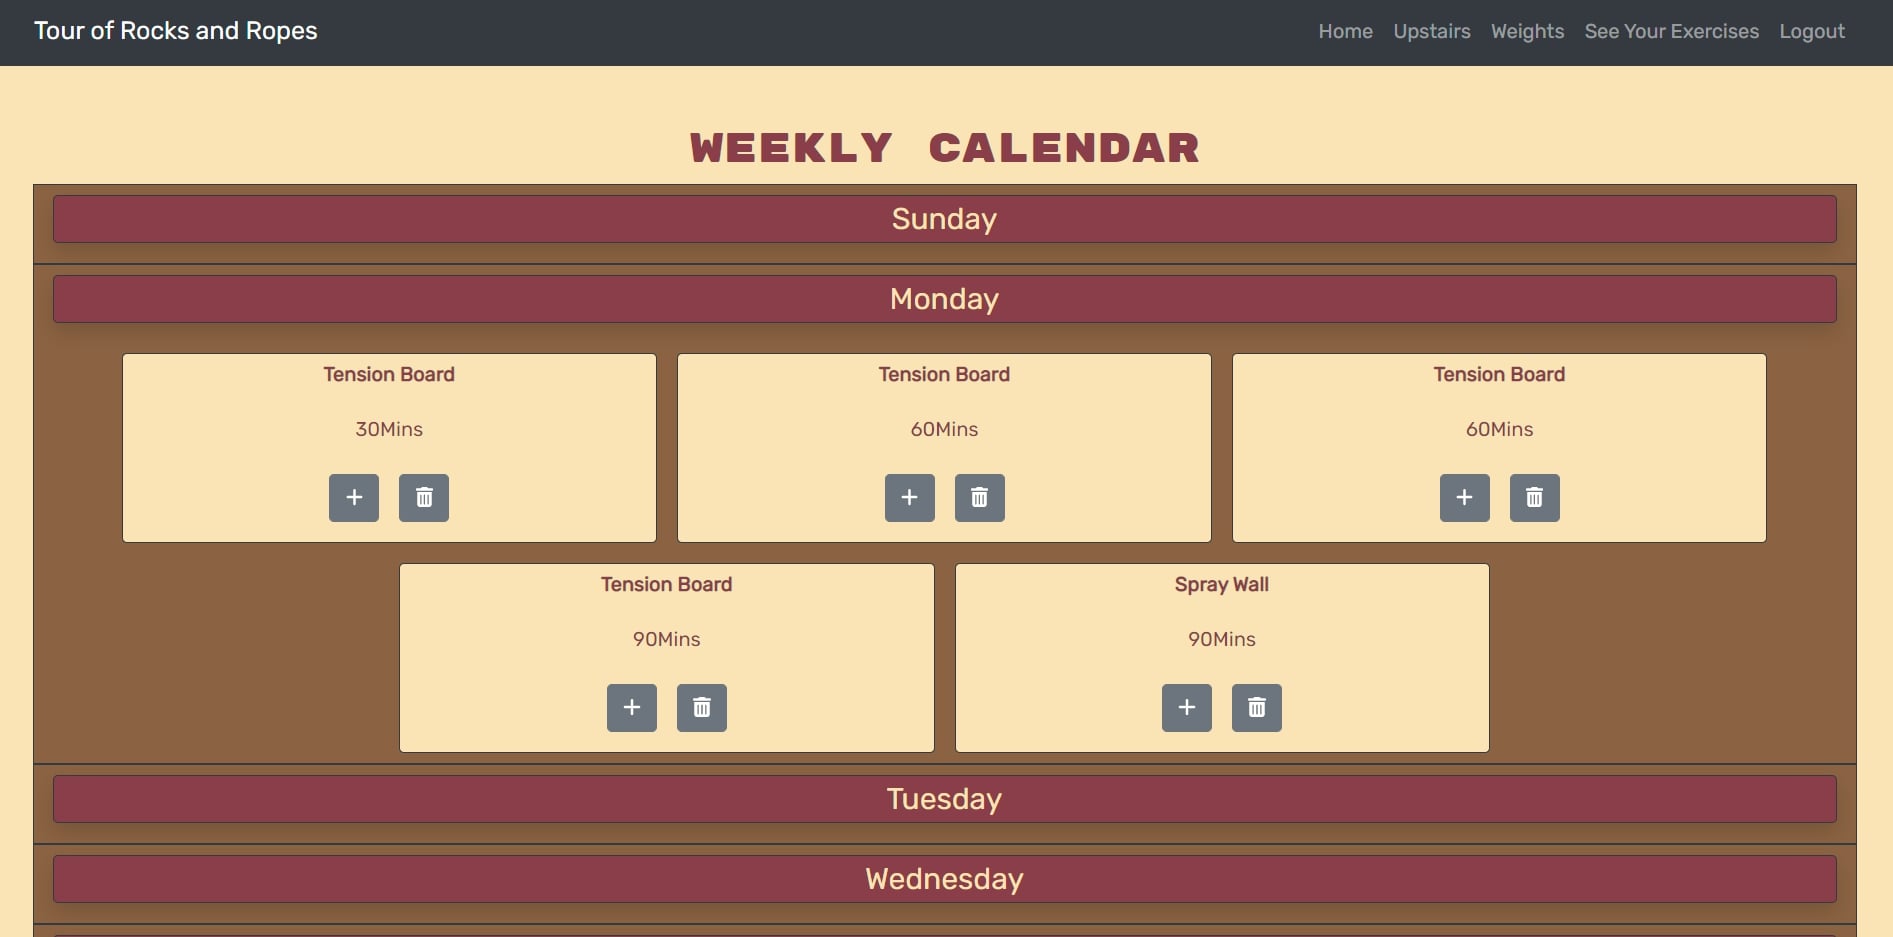 Tour of Rocks and Ropes
Home Upstairs Weights See Your Exercises Logout
WEEKLY CALENDAR
Sunday
Monday
Tension Board
30Mins
Tension Board
60Mins
Tension Board
60Mins
Tension Board
90Mins
Spray Wall
90Mins
Tuesday
Wednesday